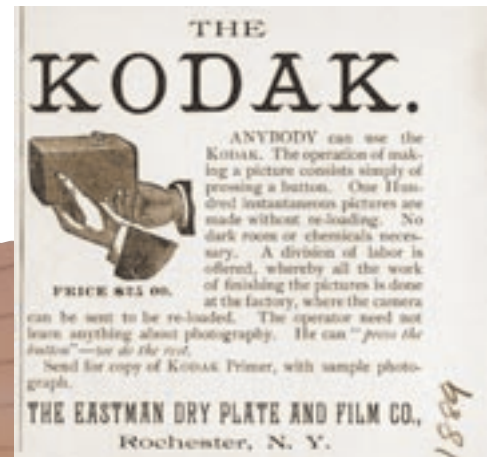 THE
KODAK.
ANYBODY can use the
KODAK. The operation of mak-
ing a picture consists simply of
pressing a button. One Hun-
dred instantaneous pictures are
made without re-loading. No
dark room or chemicals neces-
sary. A division of labor is
offered, whereby all the work
of finishing the pictures is done
at the factory, where the camera
PRICE $25 00.
can be sent to be re-loaded. The operator need not
learn anything about photography. He can "press the
button"—we do the rest.
Send for copy of KODAK Primer, with sample photo-
graph.
THE EASTMAN DRY PLATE AND FILM CO.,
Rochester, N. Y.
1889